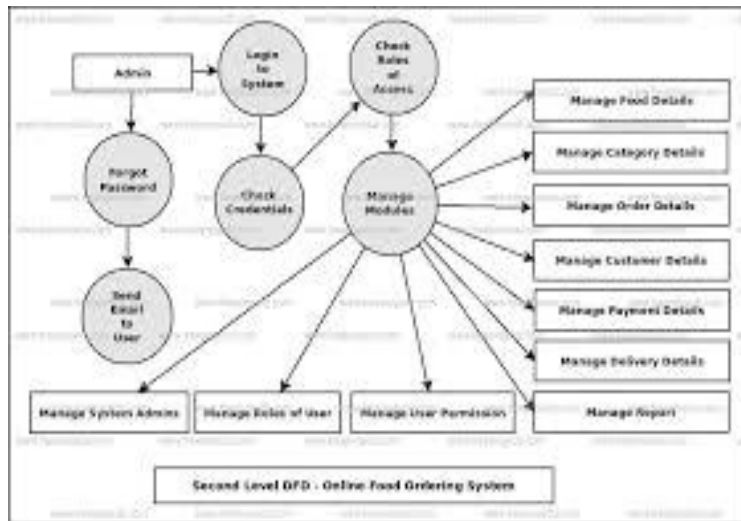 Admin
Login
to
System
Check
Roles
of
Access
Forgot
Password
Check
Credentials
Manage
Modules
Send
Email
to
User
Manage Food Details
Manage Category Details
Manage Order Details
Manage Customer Details
Manage Payment Details
Manage Delivery Details
Manage Report
Manage System Admins
Manage Roles of User
Manage User Permission
Second Level DFD - Online Food Ordering System